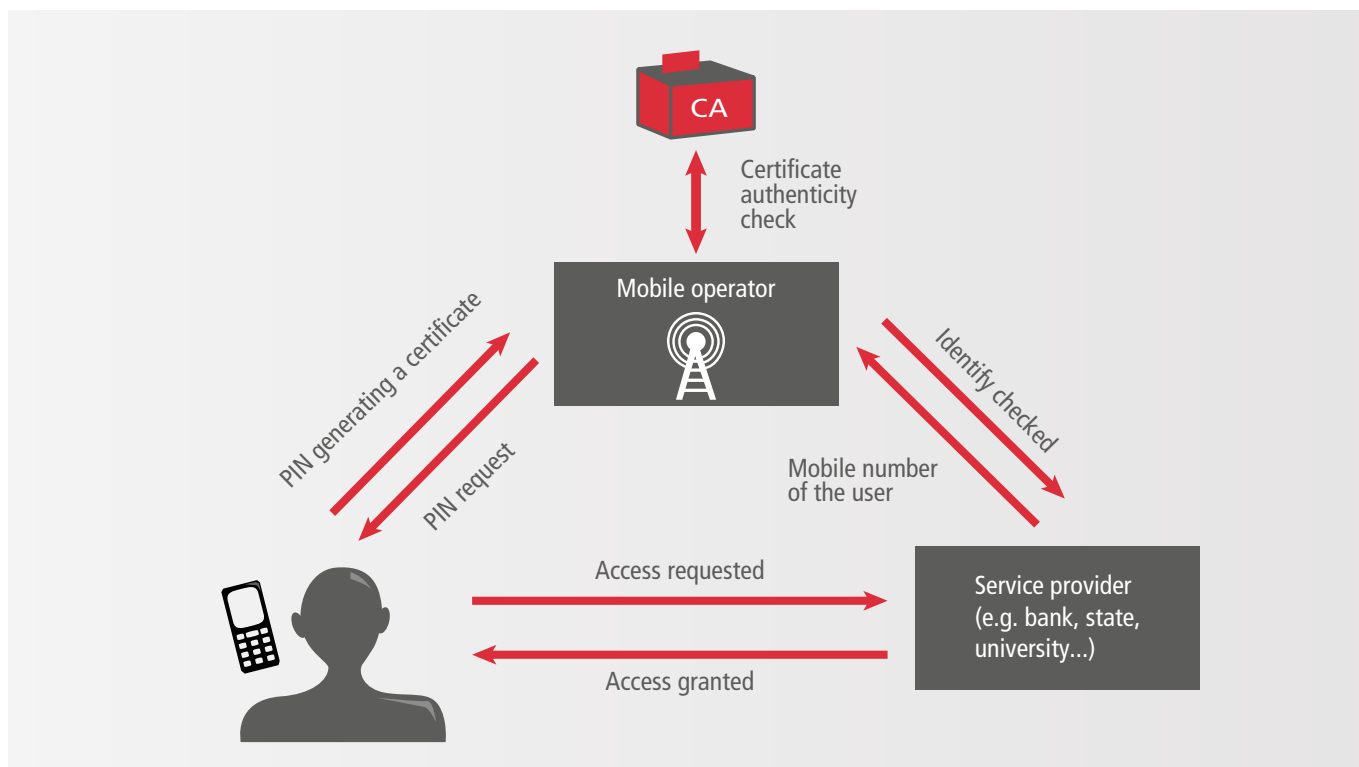 CA
Certificate
authenticity
check
Mobile operator
PIN generating a certificate
PIN request
Identify checked
Mobile number
of the user
Access requested
Access granted
Service provider
(e.g. bank, state,
university...)